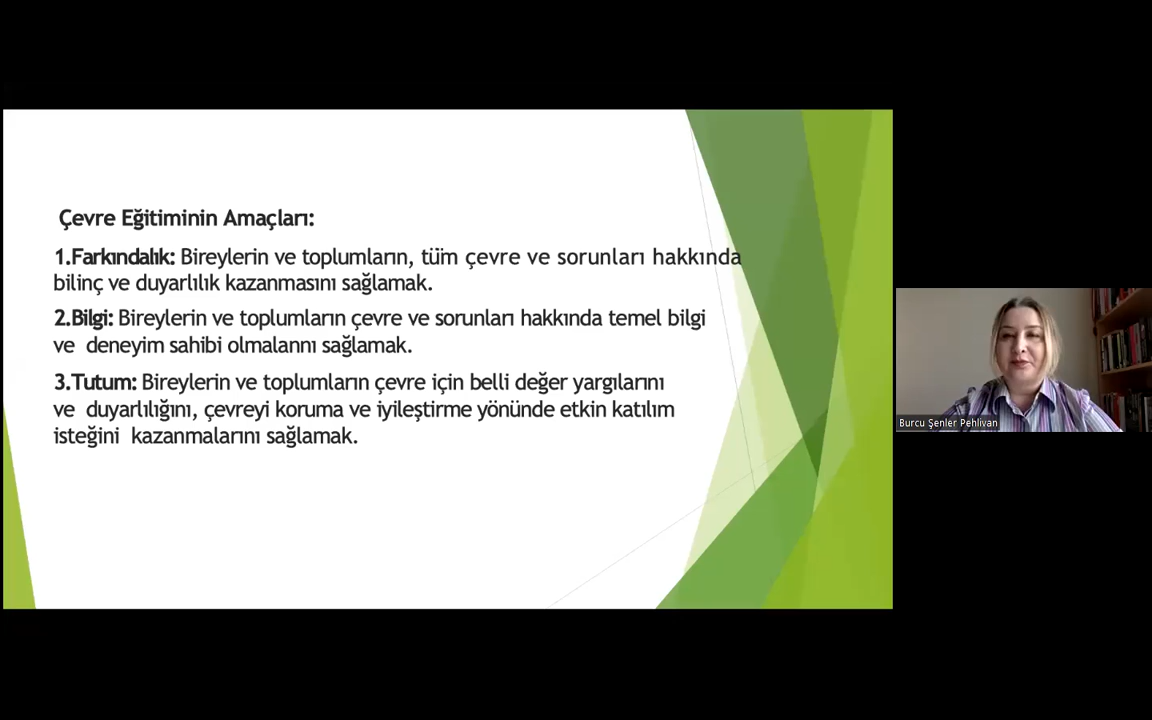 Çevre Eğitiminin Amaçları:
1.Farkındalık: Bireylerin ve toplumların, tüm çevre ve sorunları hakkında
bilinç ve duyarlılık kazanmasını sağlamak.
2.Bilgi: Bireylerin ve toplumların çevre ve sorunları hakkında temel bilgi
ve deneyim sahibi olmalarını sağlamak.
3.Tutum: Bireylerin ve toplumların çevre için belli değer yargılarını
ve duyarlılığını, çevreyi koruma ve iyileştirme yönünde etkin katılım
isteğini kazanmalarını sağlamak.
Burcu Şenler Pehlivan